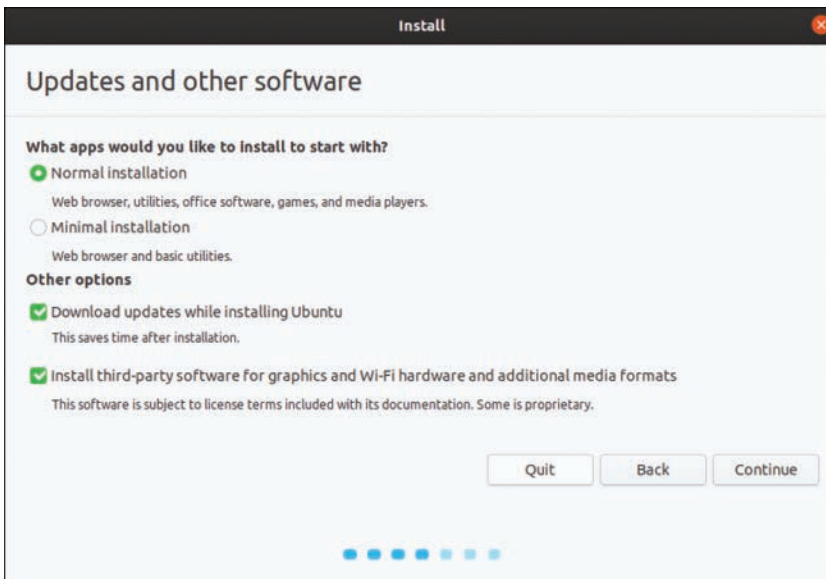 Install
Updates and other software
What apps would you like to install to start with?
Normal installation
Web browser, utilities, office software, games, and media players.
Minimal installation
Web browser and basic utilities.
Other options
Download updates while installing Ubuntu
This saves time after installation.
Install third-party software for graphics and Wi-Fi hardware and additional media formats
This software is subject to license terms included with its documentation. Some is proprietary.
Quit Back Continue